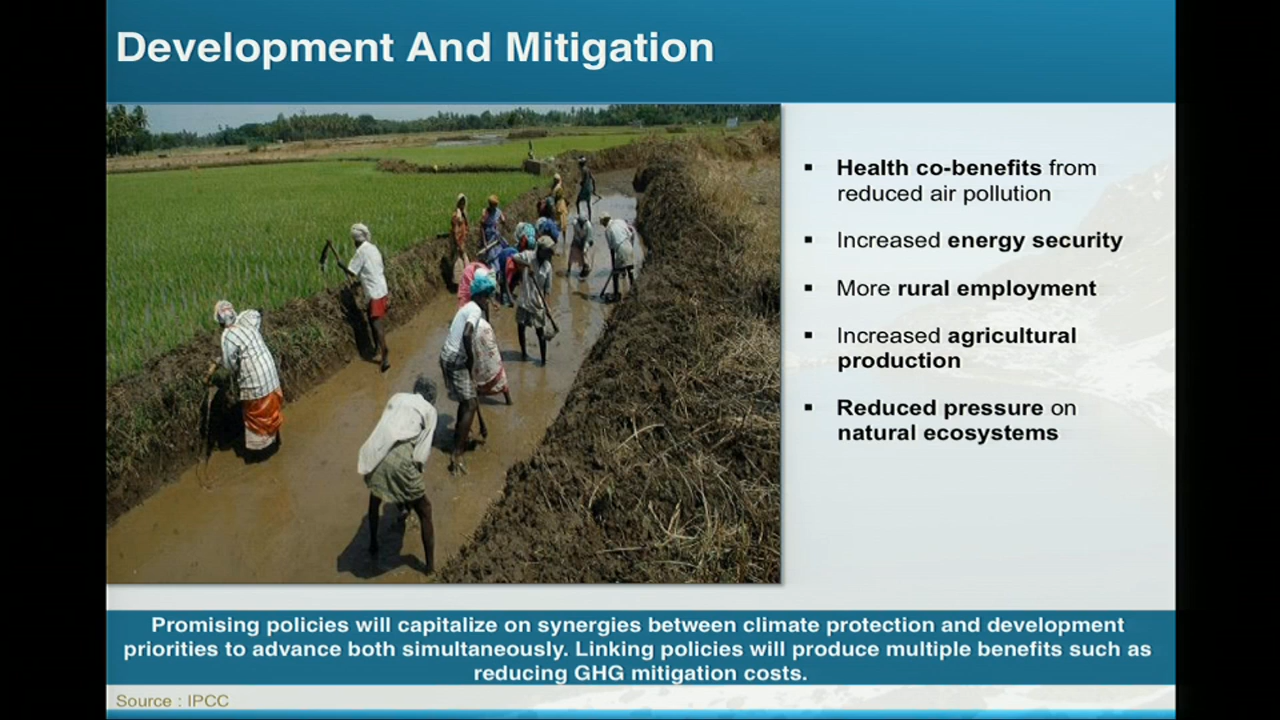 Development And Mitigation
▪ Health co-benefits from
reduced air pollution
▪ Increased energy security
▪ More rural employment
▪ Increased agricultural
production
▪ Reduced pressure on
natural ecosystems
Promising policies will capitalize on synergies between climate protection and development
priorities to advance both simultaneously. Linking policies will produce multiple benefits such as
reducing GHG mitigation costs.
Source : IPCC